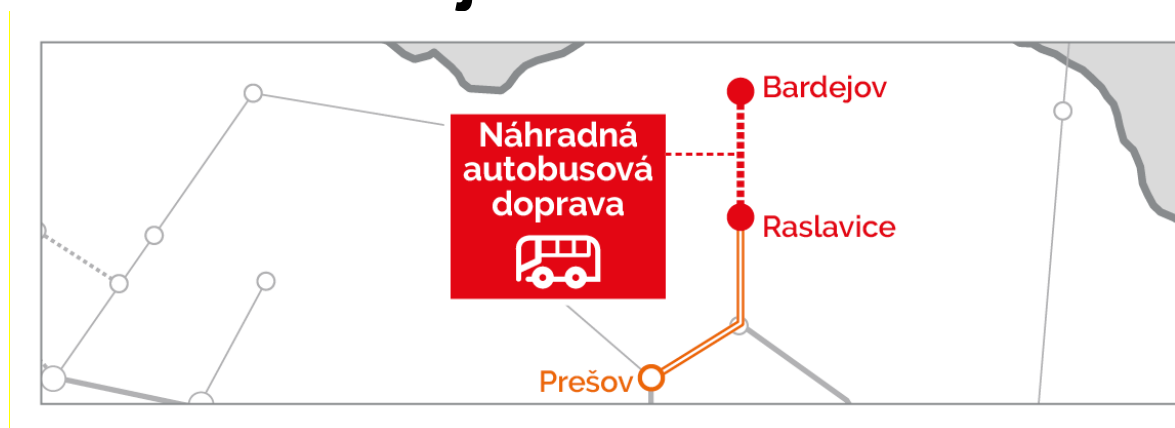 Bardejov
Náhradná
autobusová
doprava
Raslavice
Prešov